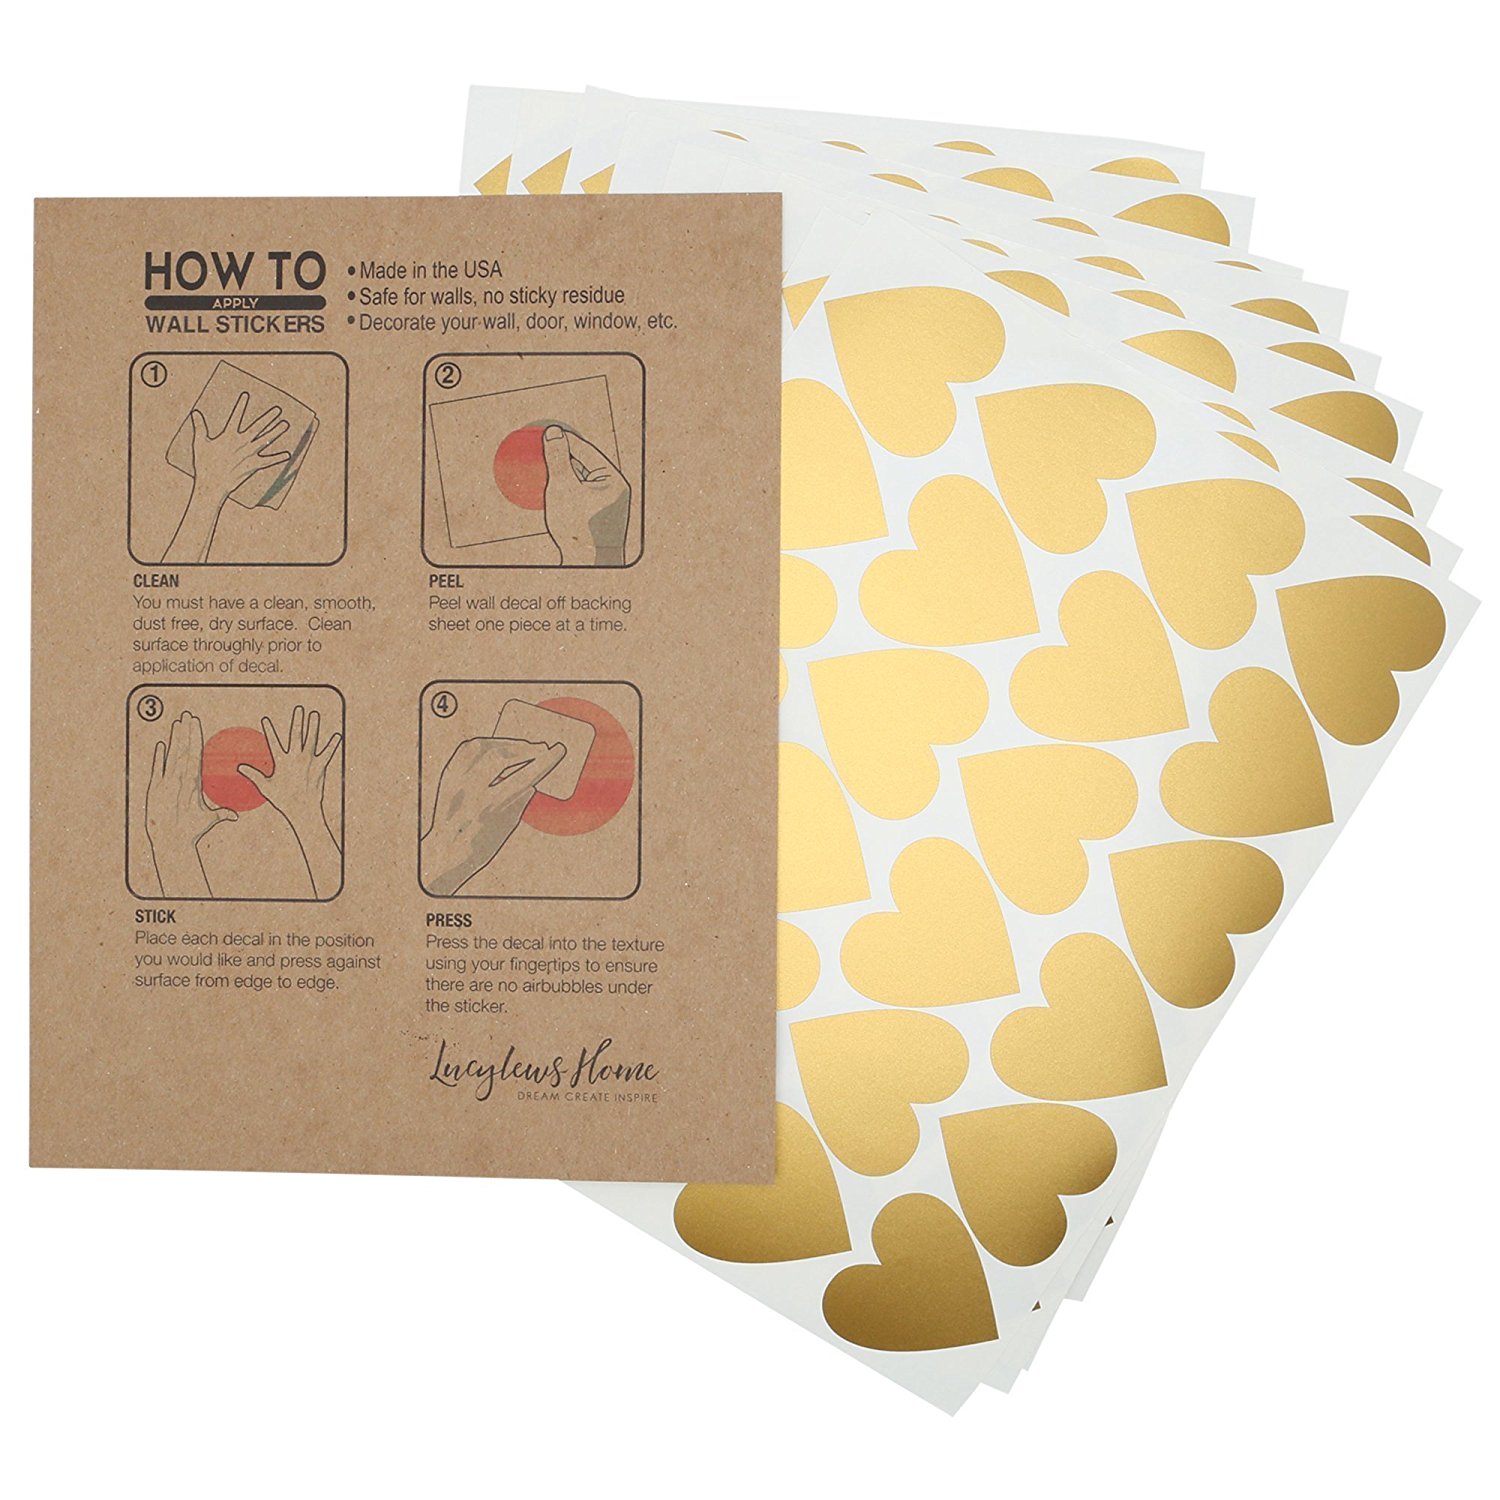 HOW TO
APPLY
WALL STICKERS
• Made in the USA
• Safe for walls, no sticky residue
• Decorate your wall, door, window, etc.
1
CLEAN
You must have a clean, smooth,
dust free, dry surface. Clean
surface throughly prior to
application of decal.
2
PEEL
Peel wall decal off backing
sheet one piece at a time.
3
STICK
Place each decal in the position
you would like and press against
surface from edge to edge.
4
PRESS
Press the decal into the texture
using your fingertips to ensure
there are no airbubbles under
the sticker.
Lucylews Home
DREAM CREATE INSPIRE